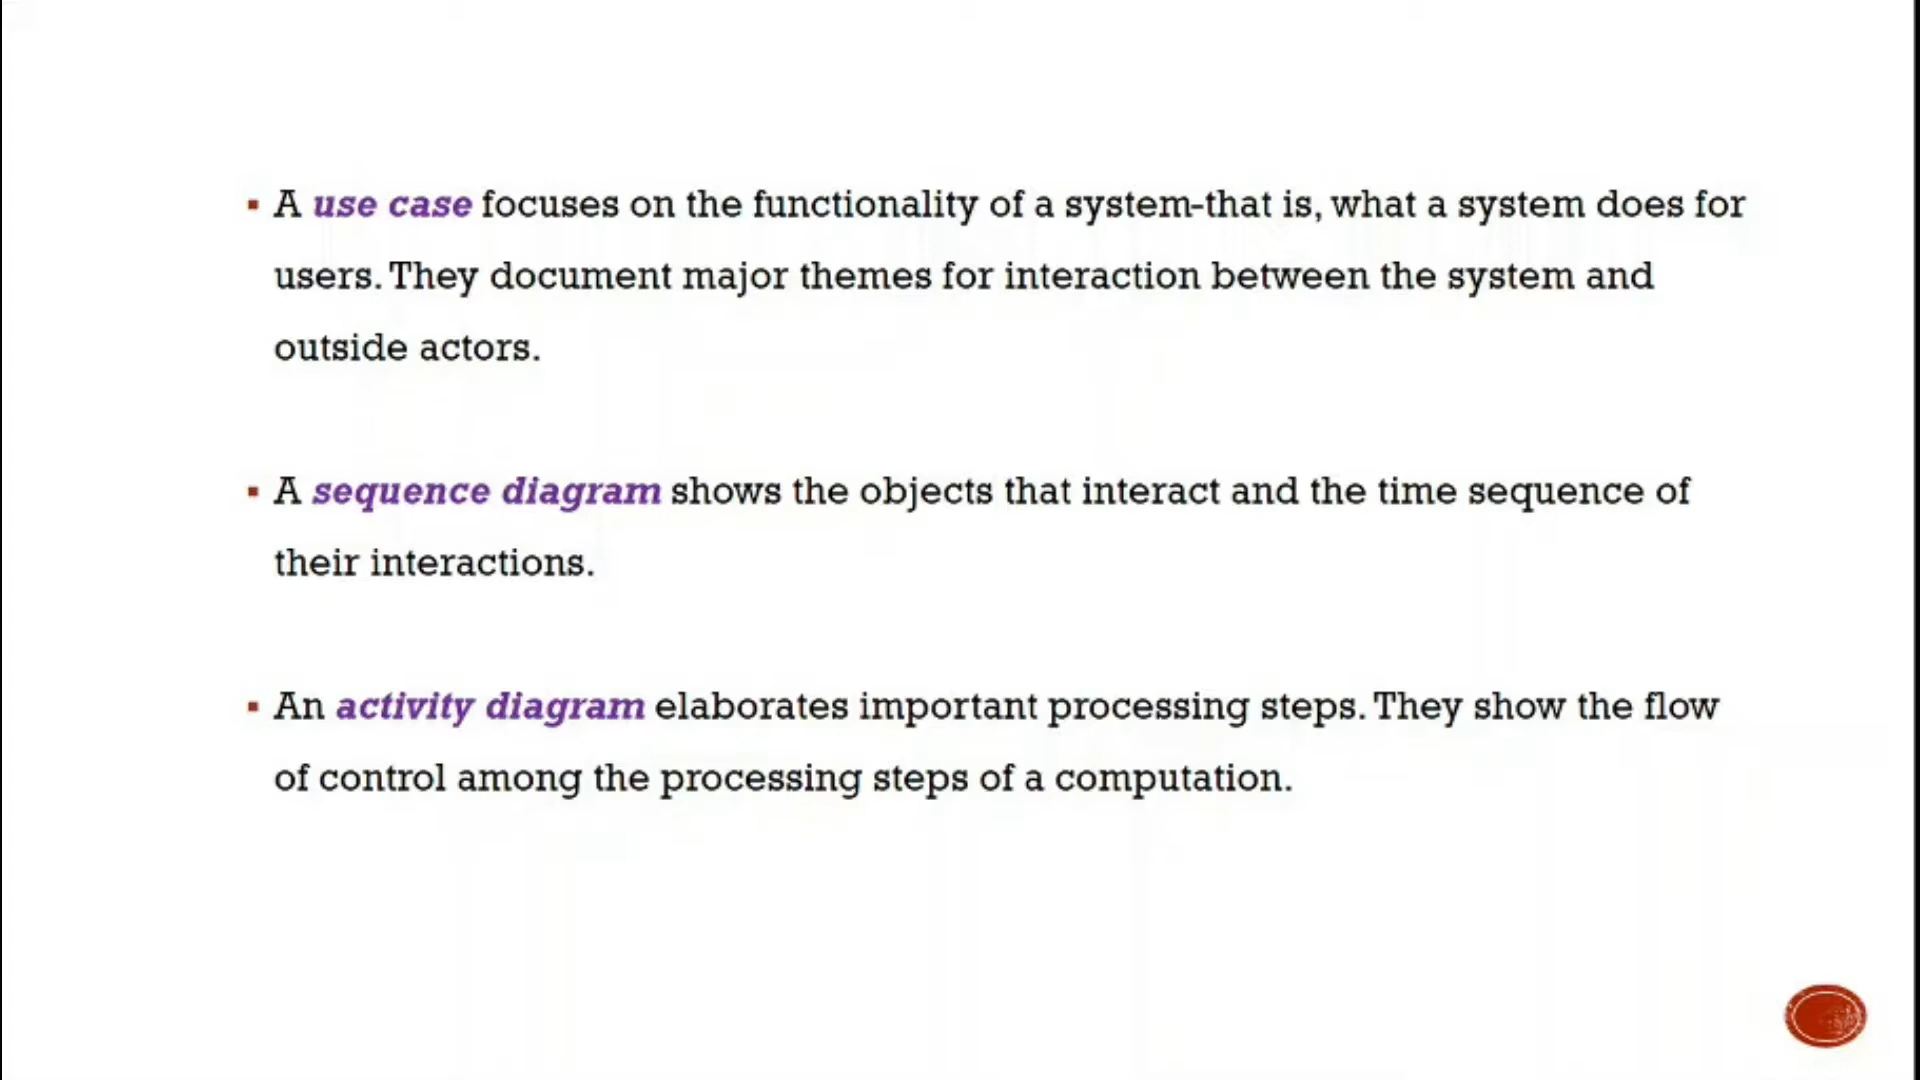 ▪ A use case focuses on the functionality of a system-that is, what a system does for
users. They document major themes for interaction between the system and
outside actors.
▪ A sequence diagram shows the objects that interact and the time sequence of
their interactions.
▪ An activity diagram elaborates important processing steps. They show the flow
of control among the processing steps of a computation.